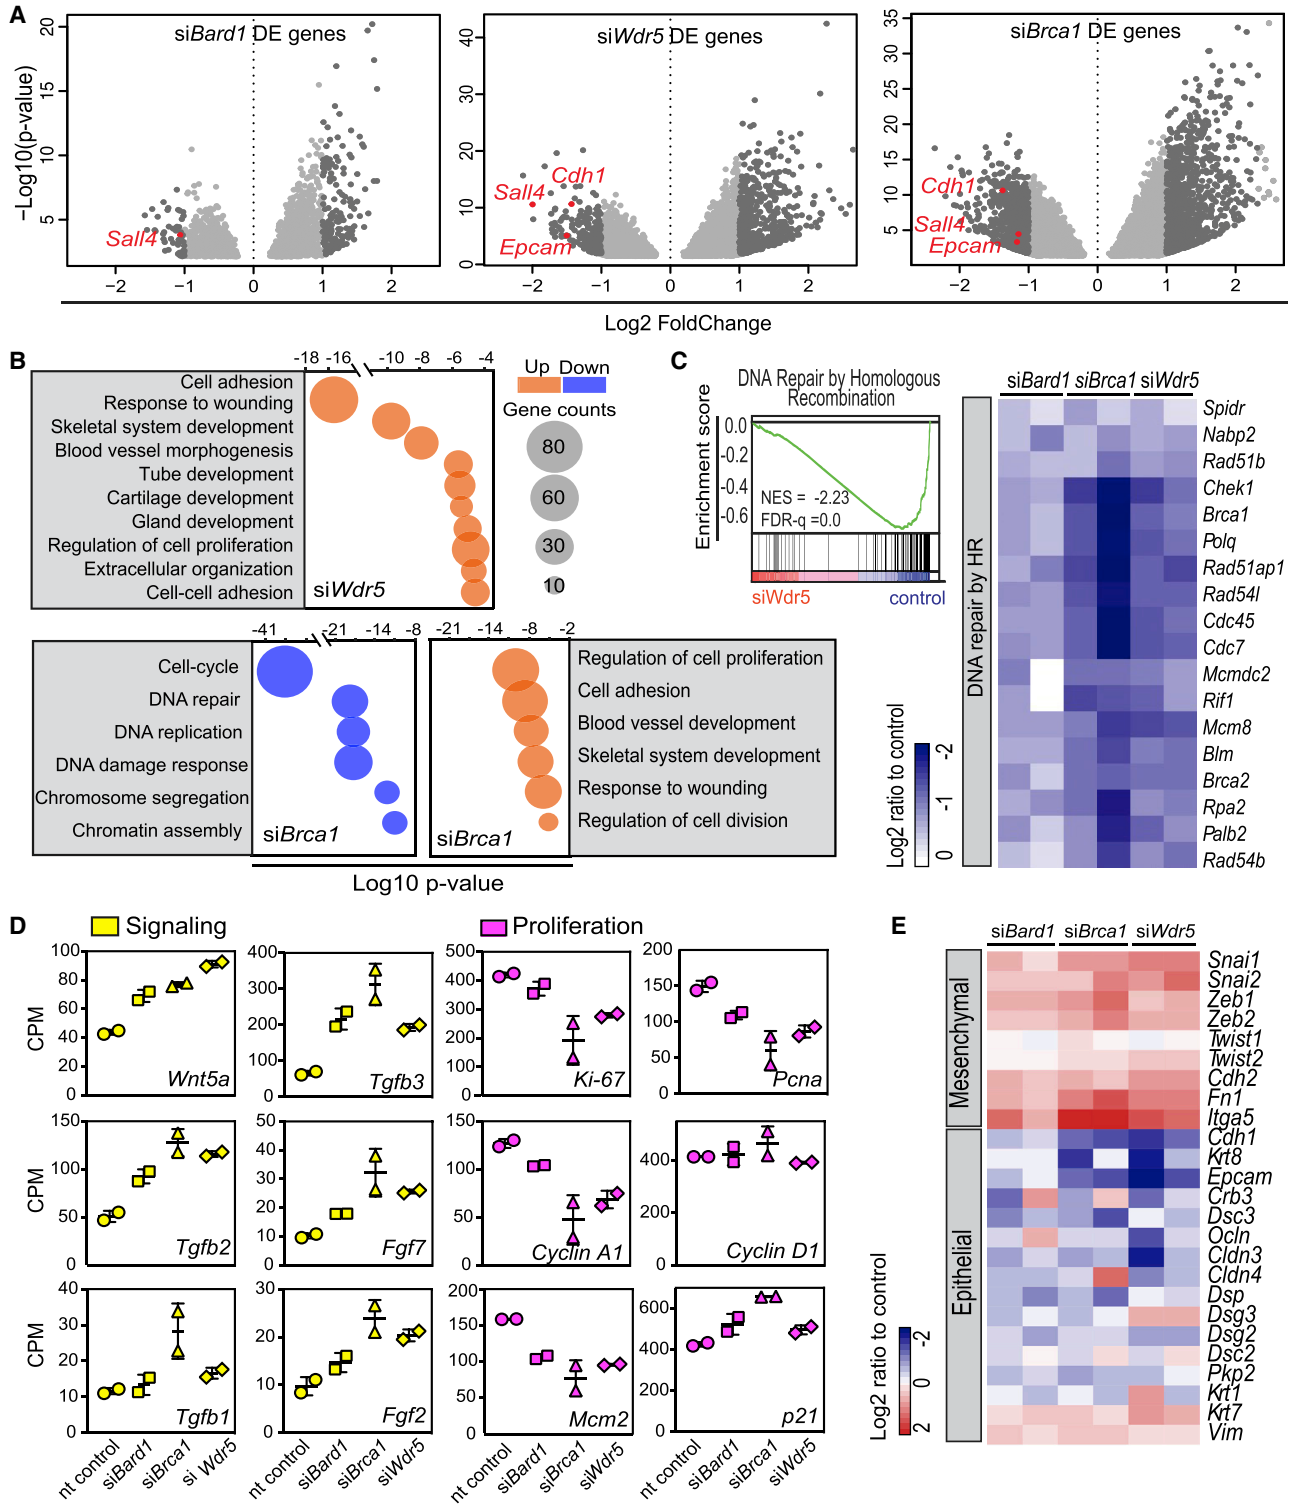 A
siBard1 DE genes
siWdr5 DE genes
siBrca1 DE genes
−Log10(p-value)
20
15
10
5
40
30
20
10
0
35
30
25
20
15
10
5
Sall4
Cdh1
Sall4
Epcam
Cdh1
Sall4
Epcam
−2 −1 0 1 2
−2 −1 0 1 2
−2 −1 0 1 2
Log2 FoldChange
B
-18 -16 -10 -8 -6 -4
Cell adhesion
Response to wounding
Skeletal system development
Blood vessel morphogenesis
Tube development
Cartilage development
Gland development
Regulation of cell proliferation
Extracellular organization
Cell-cell adhesion
siWdr5
Up Down
Gene counts
80
60
30
10
-41 -21 -14 -8
-21 -14 -8 -2
Cell-cycle
DNA repair
DNA replication
DNA damage response
Chromosome segregation
Chromatin assembly
siBrca1
siBrca1
Regulation of cell proliferation
Cell adhesion
Blood vessel development
Skeletal system development
Response to wounding
Regulation of cell division
Log10 p-value
C
DNA Repair by Homologous
Recombination
Enrichment score
0.0
-0.2
-0.4
-0.6
NES = -2.23
FDR-q =0.0
siWdr5 control
siBard1 siBrca1 siWdr5
DNA repair by HR
Spidr
Nabp2
Rad51b
Chek1
Brca1
Polq
Rad51ap1
Rad54l
Cdc45
Cdc7
Mcmdc2
Rif1
Mcm8
Blm
Brca2
Rpa2
Palb2
Rad54b
Log2 ratio to control
-2
-1
0
D
Signaling
Proliferation
CPM
100
80
60
40
20
0
Wnt5a
400
300
200
100
0
Tgfb3
500
400
300
200
100
0
Ki-67
200
150
100
50
0
Pcna
CPM
150
100
50
0
Tgfb2
50
40
30
20
10
0
Fgf7
150
100
50
0
Cyclin A1
400
200
0
Cyclin D1
CPM
40
30
20
10
0
Tgfb1
30
20
10
0
Fgf2
200
150
100
50
0
Mcm2
600
400
200
0
p21
nt control siBard1 siBrca1 si Wdr5
nt control siBard1 siBrca1 siWdr5
nt control siBard1 siBrca1 siWdr5
nt control siBard1 siBrca1 siWdr5
E
siBard1 siBrca1 siWdr5
Mesenchymal
Snai1
Snai2
Zeb1
Zeb2
Twist1
Twist2
Cdh2
Fn1
Itga5
Epithelial
Cdh1
Krt8
Epcam
Crb3
Dsc3
Ocln
Cldn3
Cldn4
Dsp
Dsg3
Dsg2
Dsc2
Pkp2
Krt1
Krt7
Vim
Log2 ratio to control
-2
0
2